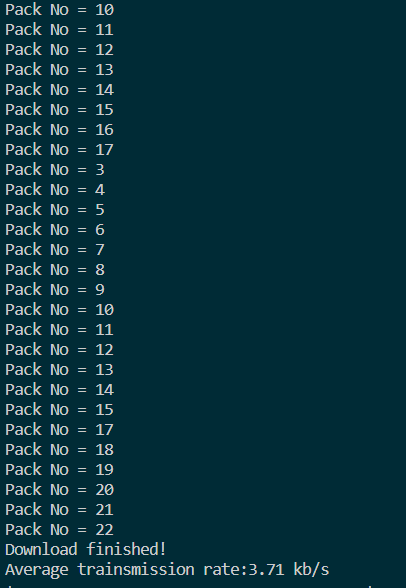 Pack No = 10
Pack No = 11
Pack No = 12
Pack No = 13
Pack No = 14
Pack No = 15
Pack No = 16
Pack No = 17
Pack No = 3
Pack No = 4
Pack No = 5
Pack No = 6
Pack No = 7
Pack No = 8
Pack No = 9
Pack No = 10
Pack No = 11
Pack No = 12
Pack No = 13
Pack No = 14
Pack No = 15
Pack No = 17
Pack No = 18
Pack No = 19
Pack No = 20
Pack No = 21
Pack No = 22
Download finished!
Average trainsmission rate:3.71 kb/s